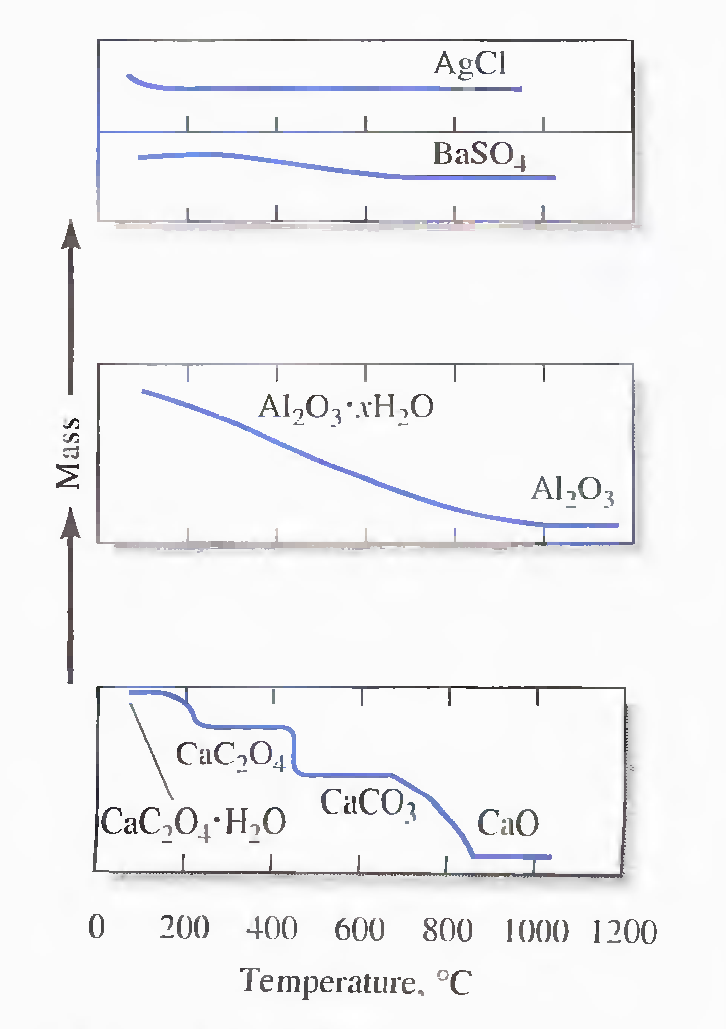 AgCl
BaSO₄
Mass
Al₂O₃·xH₂O
Al₂O₃
CaC₂O₄
CaC₂O₄·H₂O
CaCO₃
CaO
0 200 400 600 800 1000 1200
Temperature, °C